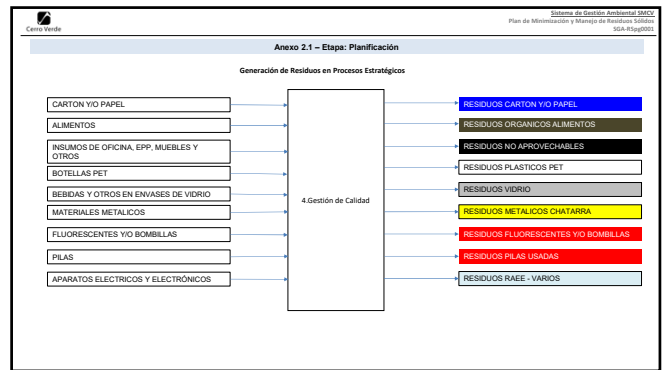 Cerro Verde
Sistema de Gestión Ambiental SMCV
Plan de Minimización y Manejo de Residuos Sólidos
SGA-RSpg0001
Anexo 2.1 – Etapa: Planificación
Generación de Residuos en Procesos Estratégicos
CARTON Y/O PAPEL
ALIMENTOS
INSUMOS DE OFICINA, EPP, MUEBLES Y
OTROS
BOTELLAS PET
BEBIDAS Y OTROS EN ENVASES DE VIDRIO
MATERIALES METALICOS
FLUORESCENTES Y/O BOMBILLAS
PILAS
APARATOS ELECTRICOS Y ELECTRÓNICOS
4.Gestión de Calidad
RESIDUOS CARTON Y/O PAPEL
RESIDUOS ORGANICOS ALIMENTOS
RESIDUOS NO APROVECHABLES
RESIDUOS PLASTICOS PET
RESIDUOS VIDRIO
RESIDUOS METALICOS CHATARRA
RESIDUOS FLUORESCENTES Y/O BOMBILLAS
RESIDUOS PILAS USADAS
RESIDUOS RAEE - VARIOS